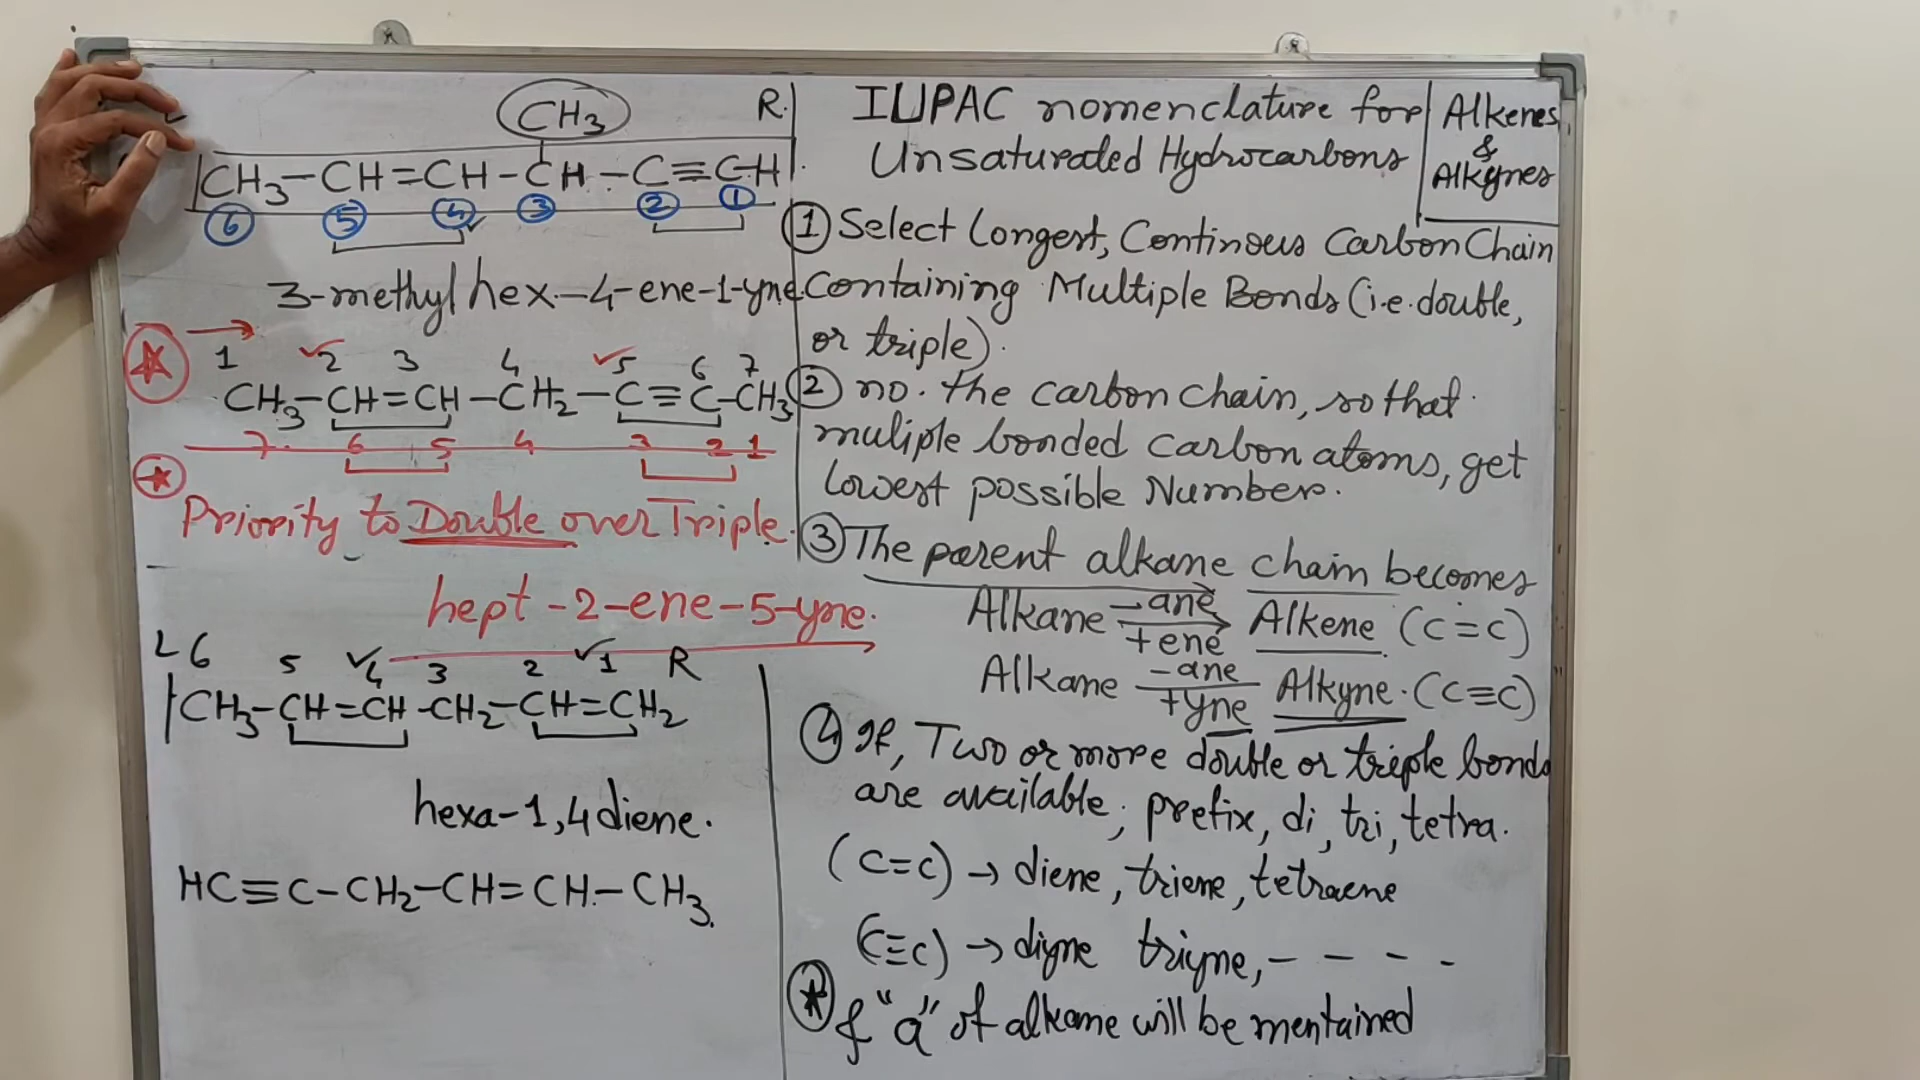 CH3 R.
CH3-CH=CH-CH-C≡C-H
6 5 4 3 2 1
3-methyl hex-4-ene-1-yne
1 2 3 4 5 6 7
CH3-CH=CH-CH2-C≡C-CH3
7 6 5 4 3 2 1
Priority to Double over Triple.
hept-2-ene-5-yne.
L 6 5 4 3 2 1 R
CH3-CH=CH-CH2-CH=CH2
hexa-1,4 diene.
HC≡C-CH2-CH=CH-CH3.
IUPAC nomenclature for
Unsaturated Hydrocarbons
Alkenes
&
Alkynes
① Select Longest, Continous Carbon Chain
Containing Multiple Bonds (i.e. double,
or triple).
② no. the carbon chain, so that
muliple bonded carbon atoms, get
lowest possible Number.
③ The parent alkane chain becomes
Alkane -ane +ene → Alkene (C=C)
Alkane -ane +yne Alkyne. (C≡C)
④ If, Two or more double or triple bonds
are available, prefix, di, tri, tetra.
(C=C) → diene, triene, tetraene
(C≡C) → diyne triyne, - - - -
& "a" of alkane will be mentained